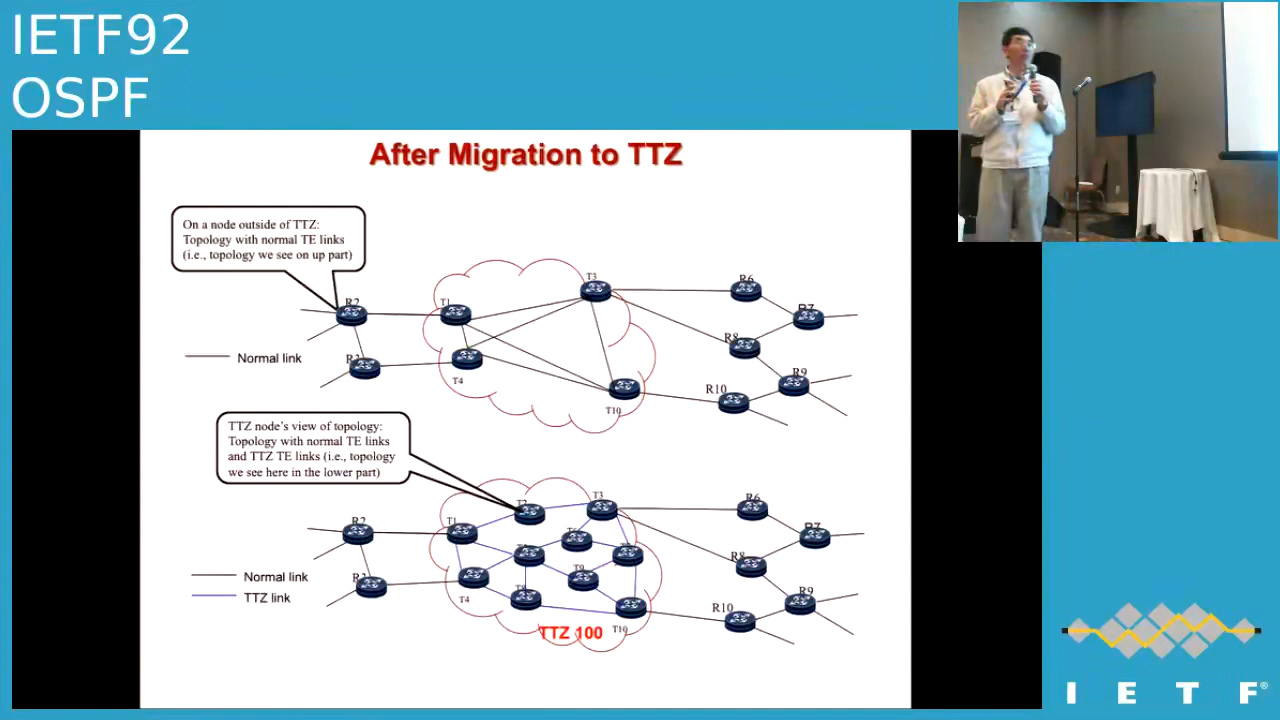 IETF92
OSPF
After Migration to TTZ
On a node outside of TTZ:
Topology with normal TE links
(i.e., topology we see on up part)
R2
T1
T3
R6
R7
R8
R9
R10
T4
T10
Normal link
TTZ node's view of topology:
Topology with normal TE links
and TTZ TE links (i.e., topology
we see here in the lower part)
R2
T1
T2
T3
R6
R7
R8
R9
T9
T4
T10
R10
Normal link
TTZ link
TTZ 100
I E T F®